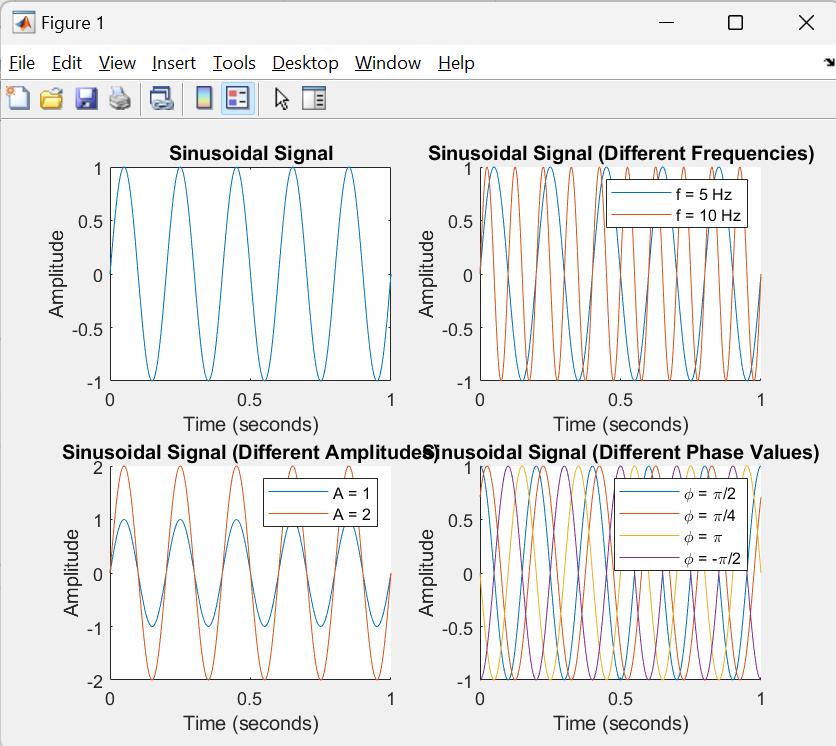 Figure 1
File Edit View Insert Tools Desktop Window Help
Sinusoidal Signal
1
0.5
0
-0.5
-1
Amplitude
0 0.5 1
Time (seconds)
Sinusoidal Signal (Different Frequencies)
1
0.5
0
-0.5
-1
Amplitude
f = 5 Hz
f = 10 Hz
0 0.5 1
Time (seconds)
Sinusoidal Signal (Different Amplitudes)
2
1
0
-1
-2
Amplitude
A = 1
A = 2
0 0.5 1
Time (seconds)
Sinusoidal Signal (Different Phase Values)
1
0.5
0
-0.5
-1
Amplitude
ϕ = π/2
ϕ = π/4
ϕ = π
ϕ = -π/2
0 0.5 1
Time (seconds)